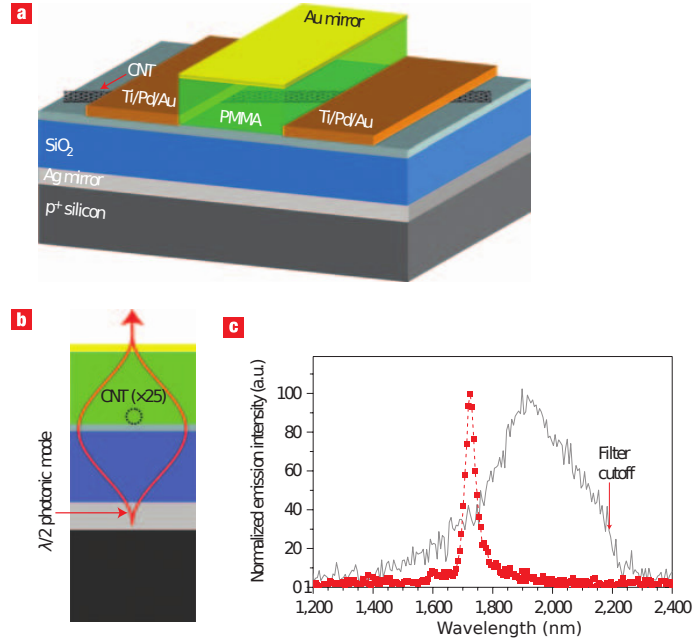 a
Au mirror
CNT
Ti/Pd/Au
PMMA
Ti/Pd/Au
SiO2
Ag mirror
p+ silicon
b
CNT (×25)
λ/2 photonic mode
c
Normalized emission intensity (a.u.)
100
80
60
40
20
01
Filter
cutoff
1,200 1,400 1,600 1,800 2,000 2,200 2,400
Wavelength (nm)